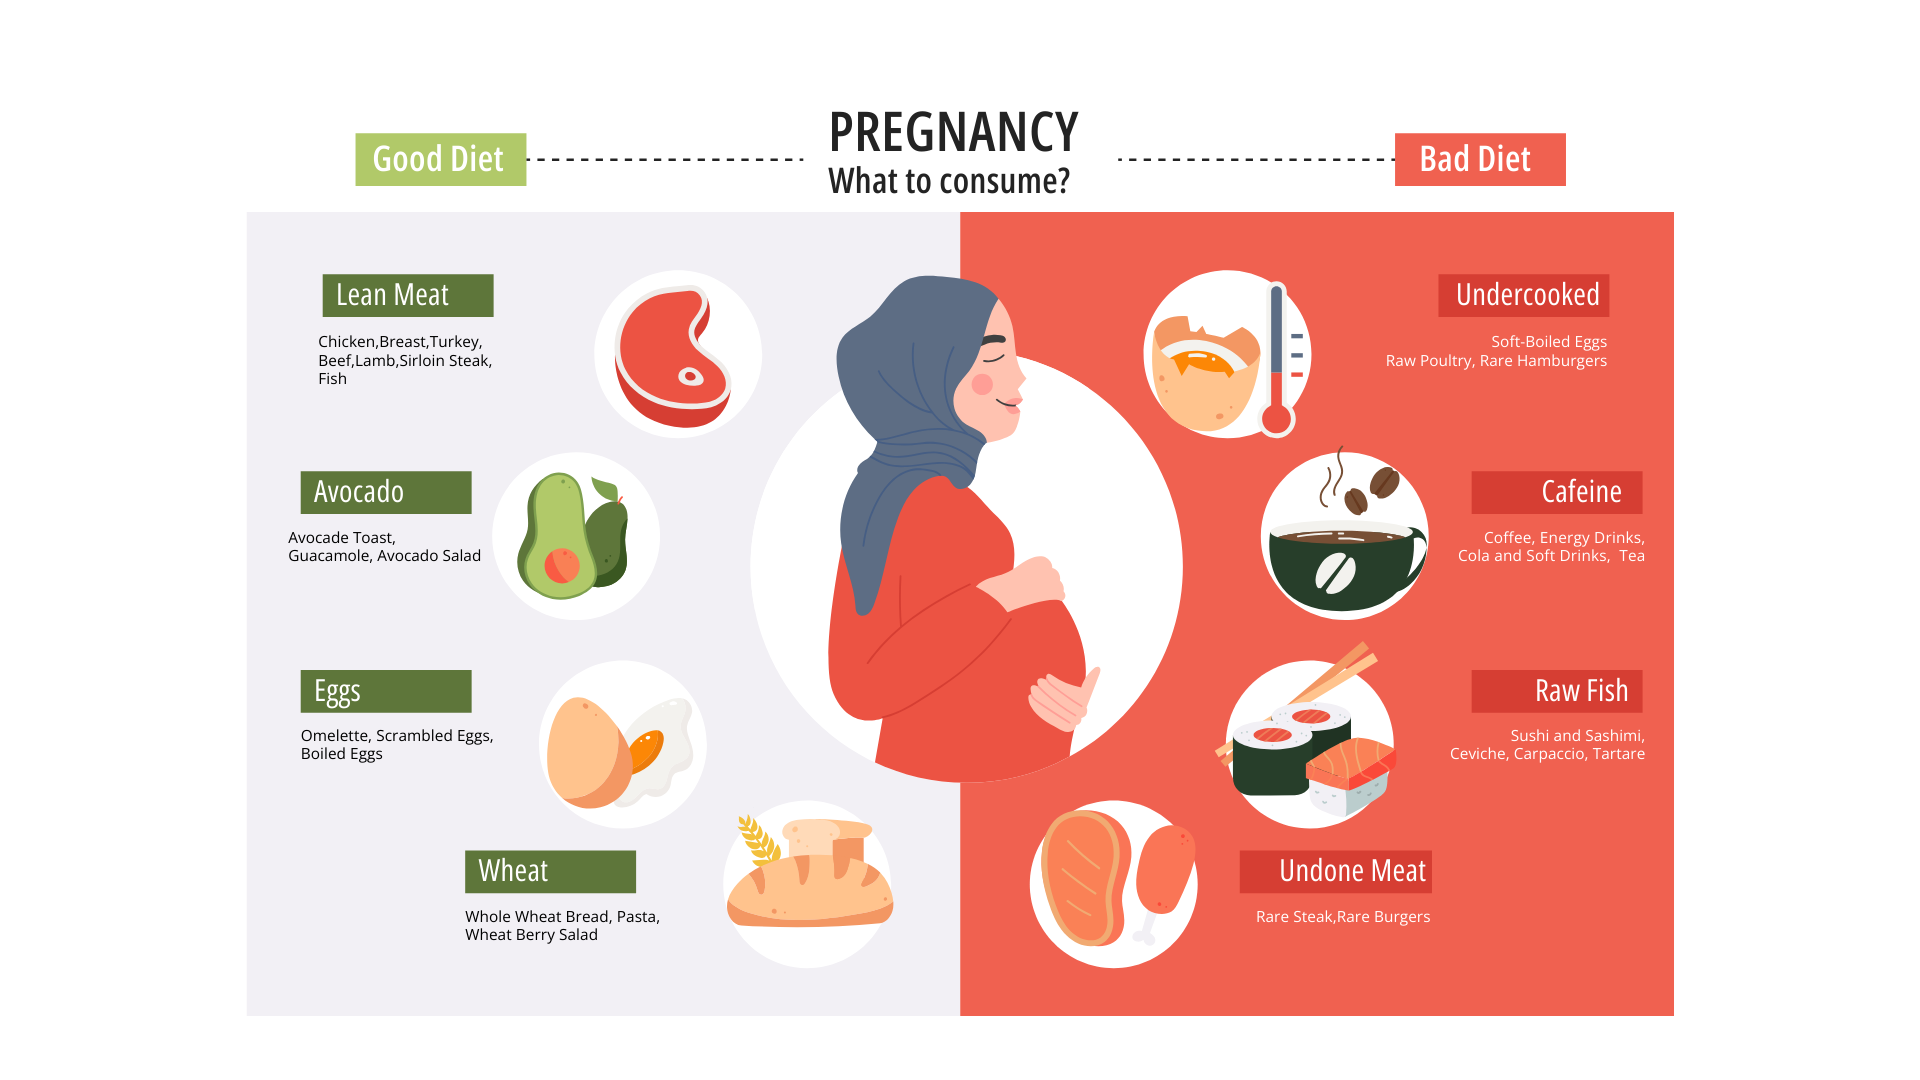 PREGNANCY
What to consume?
Good Diet
Bad Diet
Lean Meat
Chicken,Breast,Turkey,
Beef,Lamb,Sirloin Steak,
Fish
Avocado
Avocade Toast,
Guacamole, Avocado Salad
Eggs
Omelette, Scrambled Eggs,
Boiled Eggs
Wheat
Whole Wheat Bread, Pasta,
Wheat Berry Salad
Undercooked
Soft-Boiled Eggs
Raw Poultry, Rare Hamburgers
Cafeine
Coffee, Energy Drinks,
Cola and Soft Drinks, Tea
Raw Fish
Sushi and Sashimi,
Ceviche, Carpaccio, Tartare
Undone Meat
Rare Steak,Rare Burgers